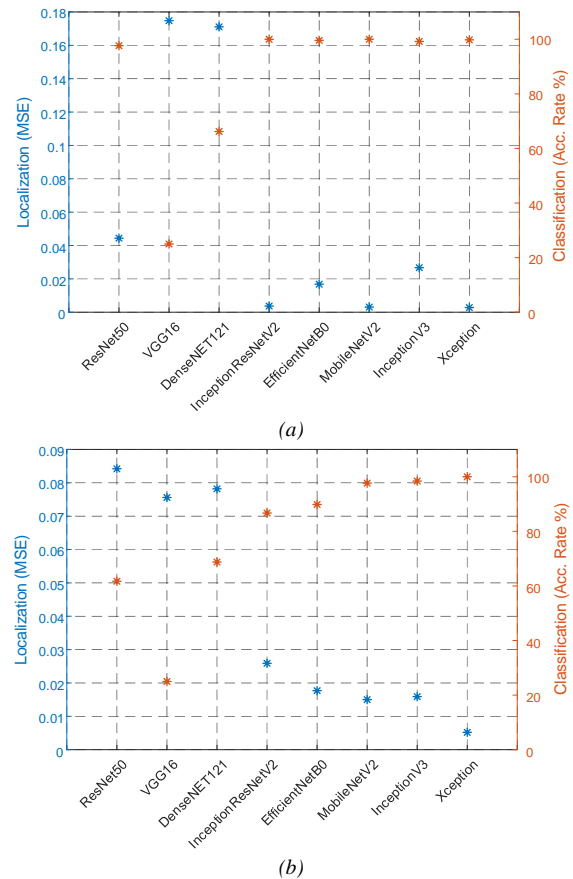 0.18
0.16
0.14
0.12
0.1
0.08
0.06
0.04
0.02
0
Localization (MSE)
100
80
60
40
20
0
Classification (Acc. Rate %)
ResNet50
VGG16
DenseNET121
InceptionResNetV2
EfficientNetB0
MobileNetV2
InceptionV3
Xception
(a)
0.09
0.08
0.07
0.06
0.05
0.04
0.03
0.02
0.01
0
Localization (MSE)
100
80
60
40
20
0
Classification (Acc. Rate %)
ResNet50
VGG16
DenseNET121
InceptionResNetV2
EfficientNetB0
MobileNetV2
InceptionV3
Xception
(b)